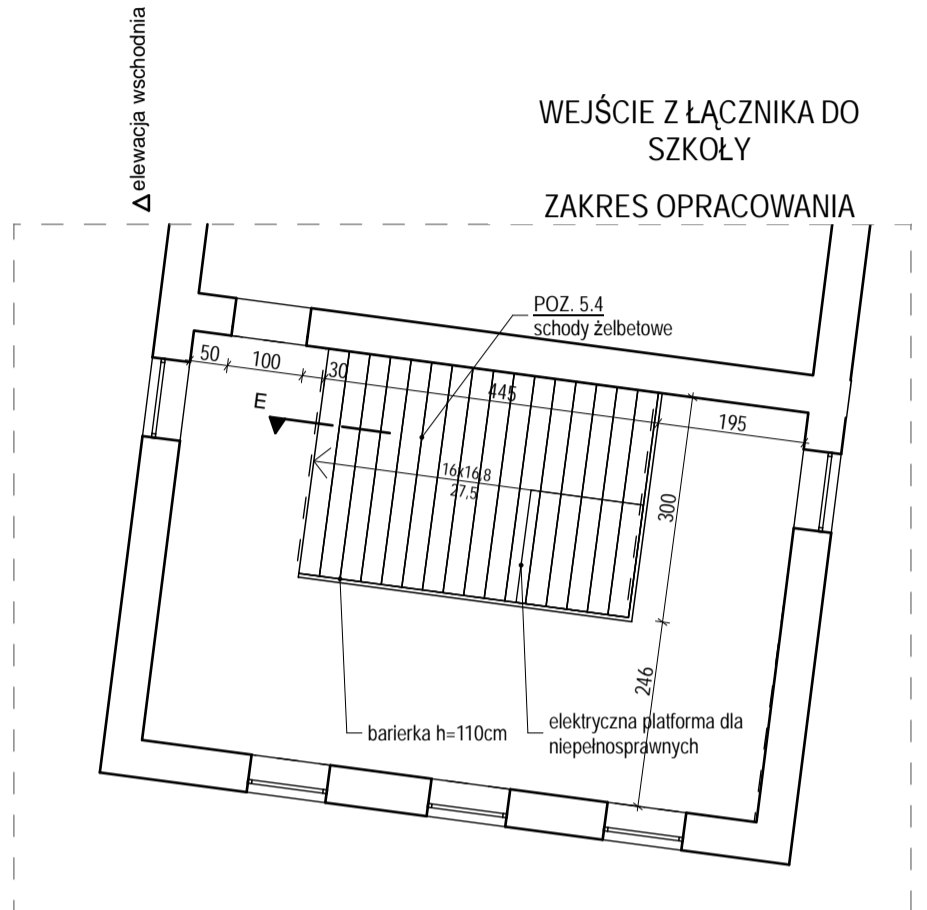 elewacja wschodnia
WEJŚCIE Z ŁĄCZNIKA DO
SZKOŁY
ZAKRES OPRACOWANIA
POZ. 5.4
schody żelbetowe
50
100
30
445
195
E
16x16,8
27,5
300
246
barierka h=110cm
elektryczna platforma dla
niepełnosprawnych